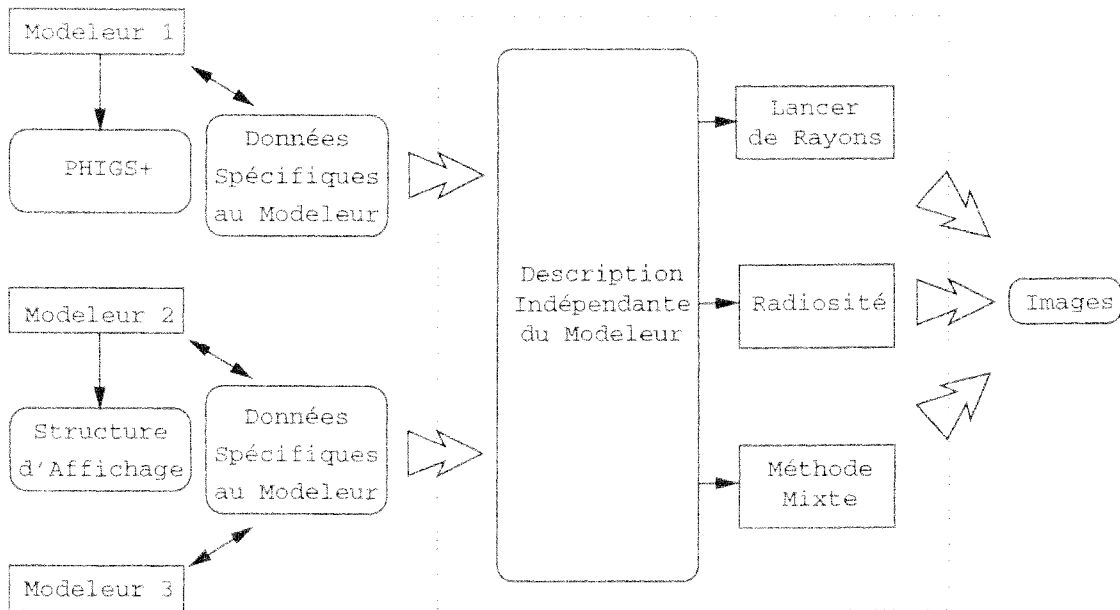 Modeleur 1
PHIGS+
Données
Spécifiques
au Modeleur
Modeleur 2
Structure
d'Affichage
Données
Spécifiques
au Modeleur
Modeleur 3
Description
Indépendante
du Modeleur
Lancer
de Rayons
Radiosité
Méthode
Mixte
Images